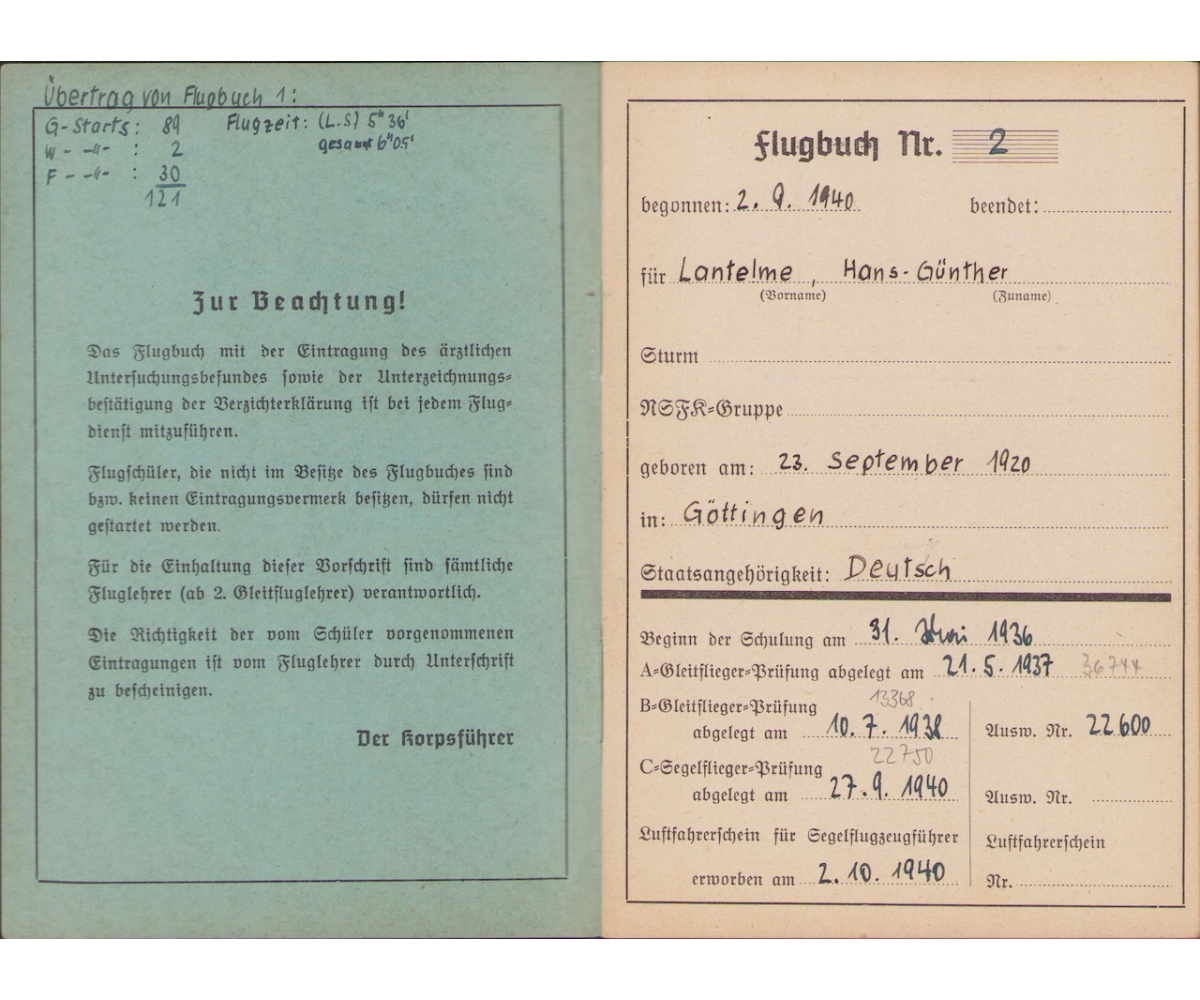 Übertrag von Flugbuch 1:
G-Starts: 89 Flugzeit: (L.S) 5" 36'
W - -"- : 2 gesamt 6"05'
F - -"- : 30
121
Zur Beachtung!
Das Flugbuch mit der Eintragung des ärztlichen
Untersuchungsbefundes sowie der Unterzeichnungs-
bestätigung der Verzichterklärung ist bei jedem Flug-
dienst mitzuführen.
Flugschüler, die nicht im Besitze des Flugbuches sind
bzw. keinen Eintragungsvermerk besitzen, dürfen nicht
gestartet werden.
Für die Einhaltung dieser Vorschrift sind sämtliche
Fluglehrer (ab 2. Gleitfluglehrer) verantwortlich.
Die Richtigkeit der vom Schüler vorgenommenen
Eintragungen ist vom Fluglehrer durch Unterschrift
zu bescheinigen.
Der Korpsführer
Flugbuch Nr. 2
begonnen: 2. 9. 1940 beendet:
für Lantelme, Hans-Günther
(Vorname) (Zuname)
Sturm
NSFK-Gruppe
geboren am: 23. September 1920
in: Göttingen
Staatsangehörigkeit: Deutsch
Beginn der Schulung am 31. 1936
A-Gleitflieger-Prüfung abgelegt am 21. 5. 1937 36744
B-Gleitflieger-Prüfung 13368
abgelegt am 10. 7. 1938 Ausw. Nr. 22600
C-Segelflieger-Prüfung 22750
abgelegt am 27. 9. 1940 Ausw. Nr.
Luftfahrerschein für Segelflugzeugführer Luftfahrerschein
erworben am 2. 10. 1940 Nr.